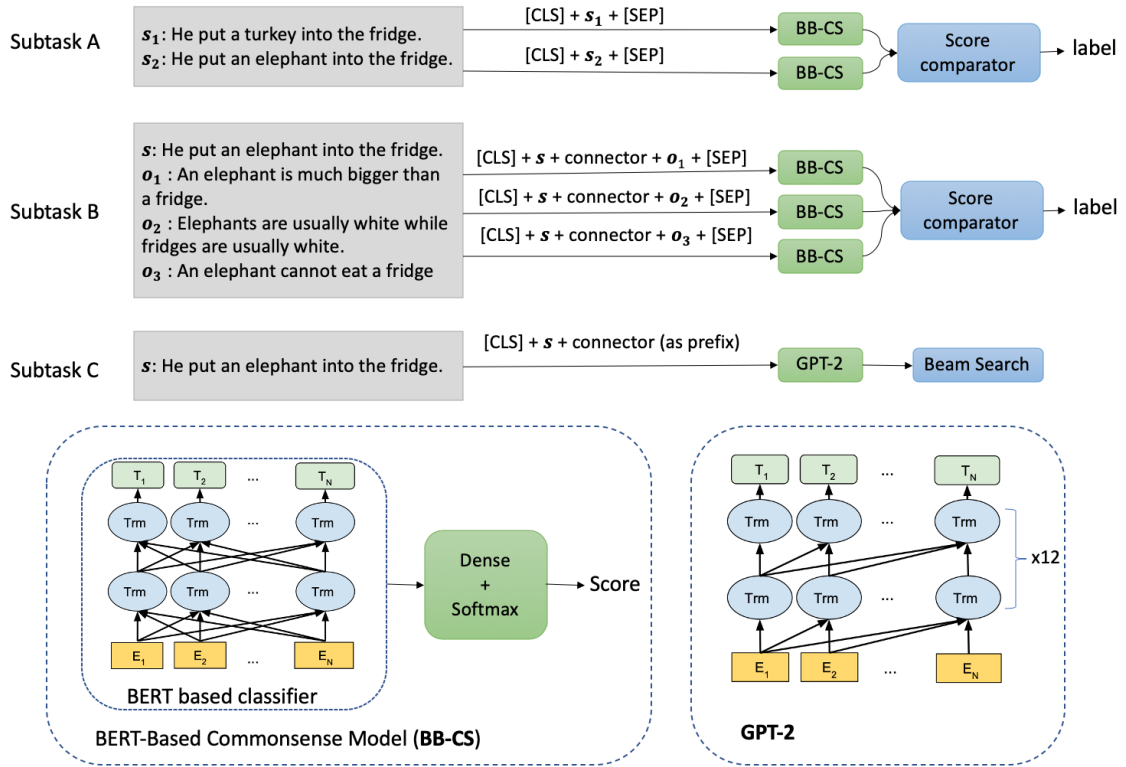 Subtask A
s1: He put a turkey into the fridge.
s2: He put an elephant into the fridge.
[CLS] + s1 + [SEP]
[CLS] + s2 + [SEP]
BB-CS
BB-CS
Score
comparator
label
Subtask B
s: He put an elephant into the fridge.
o1 : An elephant is much bigger than
a fridge.
o2 : Elephants are usually white while
fridges are usually white.
o3 : An elephant cannot eat a fridge
[CLS] + s + connector + o1 + [SEP]
[CLS] + s + connector + o2 + [SEP]
[CLS] + s + connector + o3 + [SEP]
BB-CS
BB-CS
BB-CS
Score
comparator
label
Subtask C
s: He put an elephant into the fridge.
[CLS] + s + connector (as prefix)
GPT-2
Beam Search
T1 T2 ... TN
Trm Trm ... Trm
Trm Trm ... Trm
E1 E2 ... EN
BERT based classifier
Dense
+
Softmax
Score
BERT-Based Commonsense Model (BB-CS)
T1 T2 ... TN
Trm Trm ... Trm
x12
Trm Trm ... Trm
E1 E2 ... EN
GPT-2